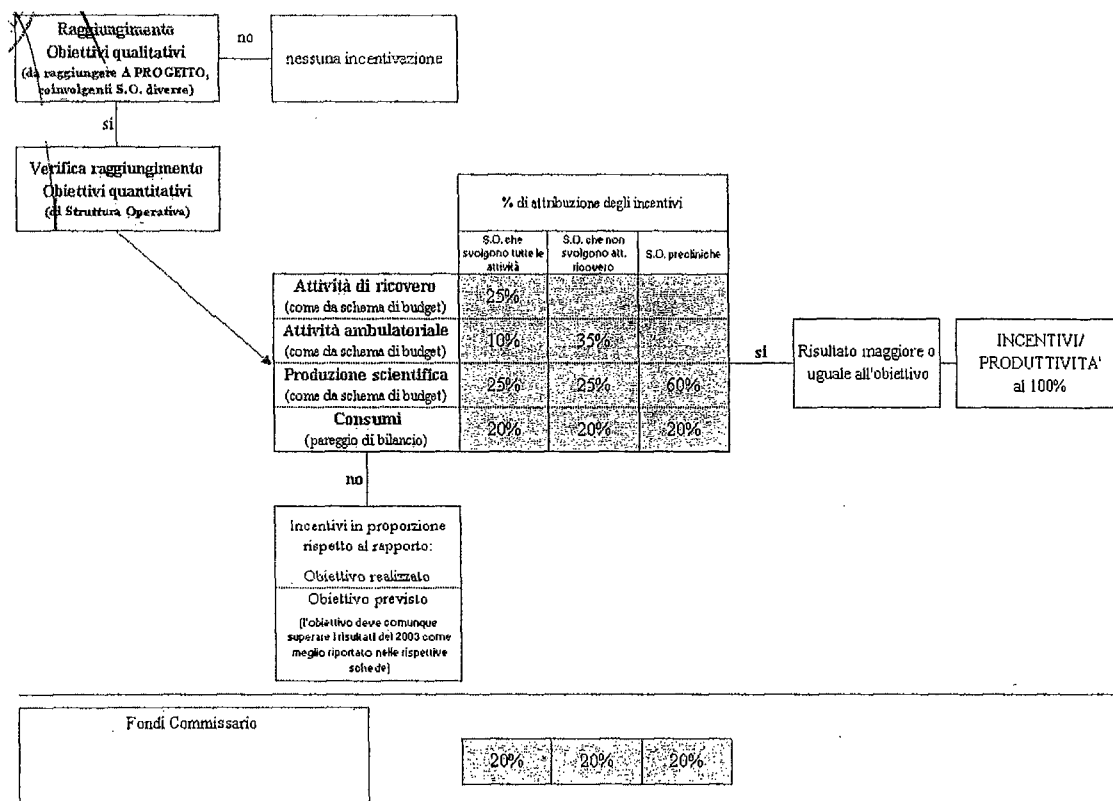 Raggiungimento
Obiettivi qualitativi
(da raggiungere A PROGETTO,
coinvolgenti S.O. diverse)
no
nessuna incentivazione
si
Verifica raggiungimento
Obiettivi quantitativi
(di Struttura Operativa)
% di attribuzione degli incentivi
S.O. che svolgono tutte le attività
S.O. che non svolgono att. ricovero
S.O. precliniche
Attività di ricovero
(come da schema di budget)
25%
Attività ambulatoriale
(come da schema di budget)
10% 35%
Produzione scientifica
(come da schema di budget)
25% 25% 60%
Consumi
(pareggio di bilancio)
20% 20% 20%
si
Risultato maggiore o
uguale all'obiettivo
INCENTIVI/
PRODUTTIVITA'
al 100%
no
Incentivi in proporzione
rispetto al rapporto:
Obiettivo realizzato
Obiettivo previsto
(l'obiettivo deve comunque
superare i risultati del 2003 come
meglio riportato nelle rispettive
schede)
Fondi Commissario
20% 20% 20%